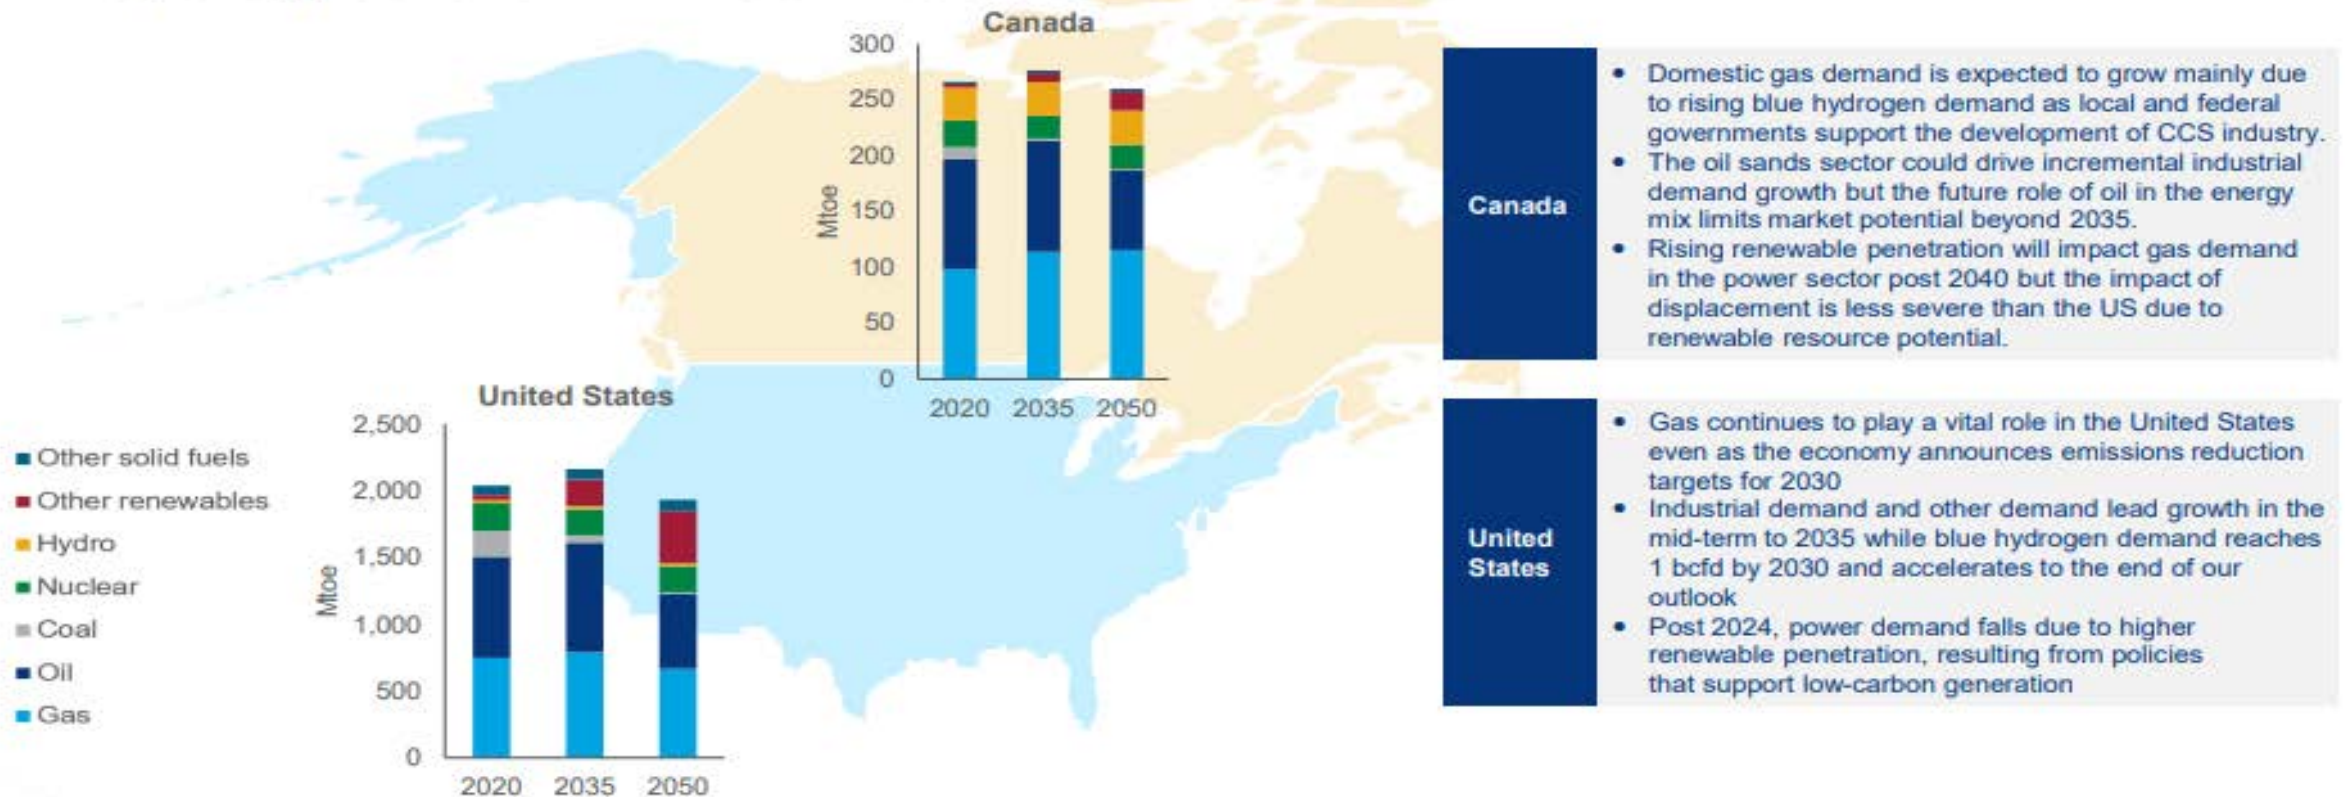 Canada
300
250
200
150
100
50
0
Mtoe
2020 2035 2050
United States
2,500
2,000
1,500
1,000
500
0
Mtoe
2020 2035 2050
Other solid fuels
Other renewables
Hydro
Nuclear
Coal
Oil
Gas
Canada
• Domestic gas demand is expected to grow mainly due
to rising blue hydrogen demand as local and federal
governments support the development of CCS industry.
• The oil sands sector could drive incremental industrial
demand growth but the future role of oil in the energy
mix limits market potential beyond 2035.
• Rising renewable penetration will impact gas demand
in the power sector post 2040 but the impact of
displacement is less severe than the US due to
renewable resource potential.
United
States
• Gas continues to play a vital role in the United States
even as the economy announces emissions reduction
targets for 2030
• Industrial demand and other demand lead growth in the
mid-term to 2035 while blue hydrogen demand reaches
1 bcfd by 2030 and accelerates to the end of our
outlook
• Post 2024, power demand falls due to higher
renewable penetration, resulting from policies
that support low-carbon generation